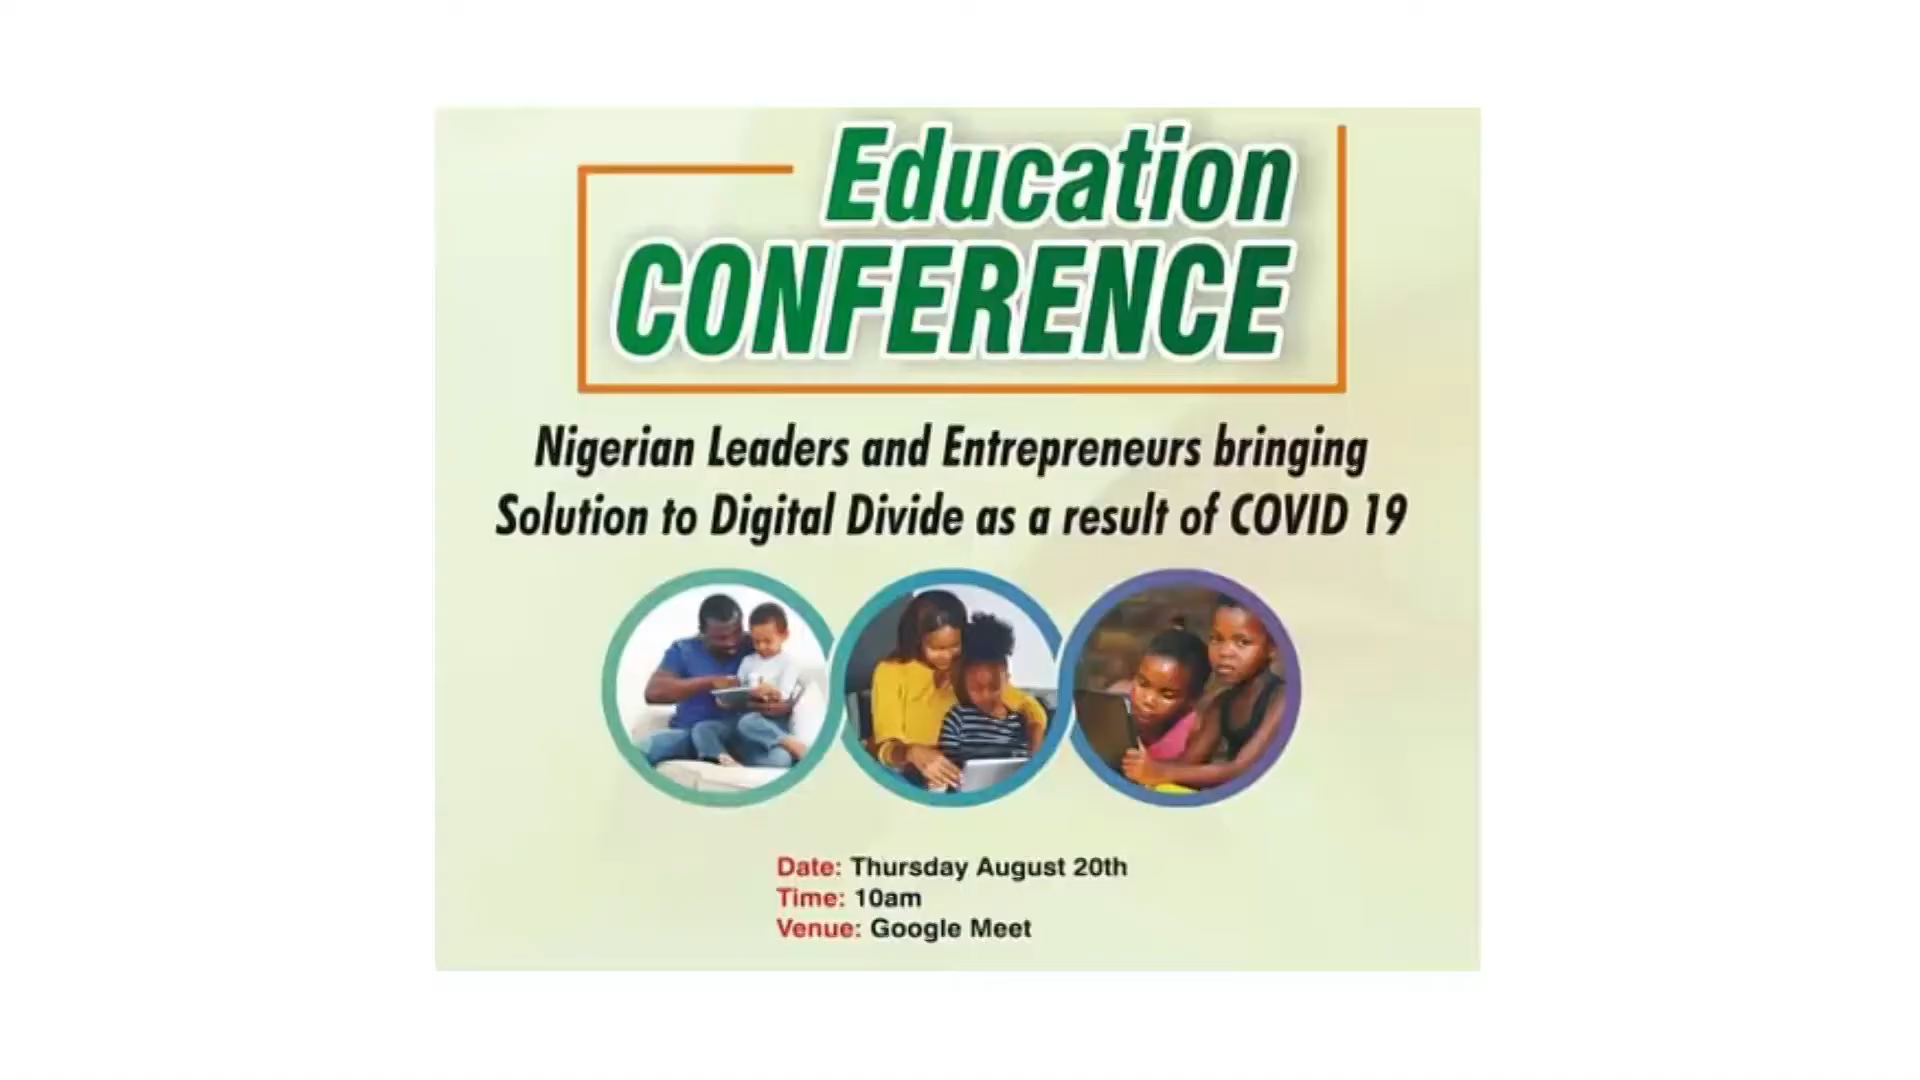 Education
CONFERENCE
Nigerian Leaders and Entrepreneurs bringing
Solution to Digital Divide as a result of COVID 19
Date: Thursday August 20th
Time: 10am
Venue: Google Meet